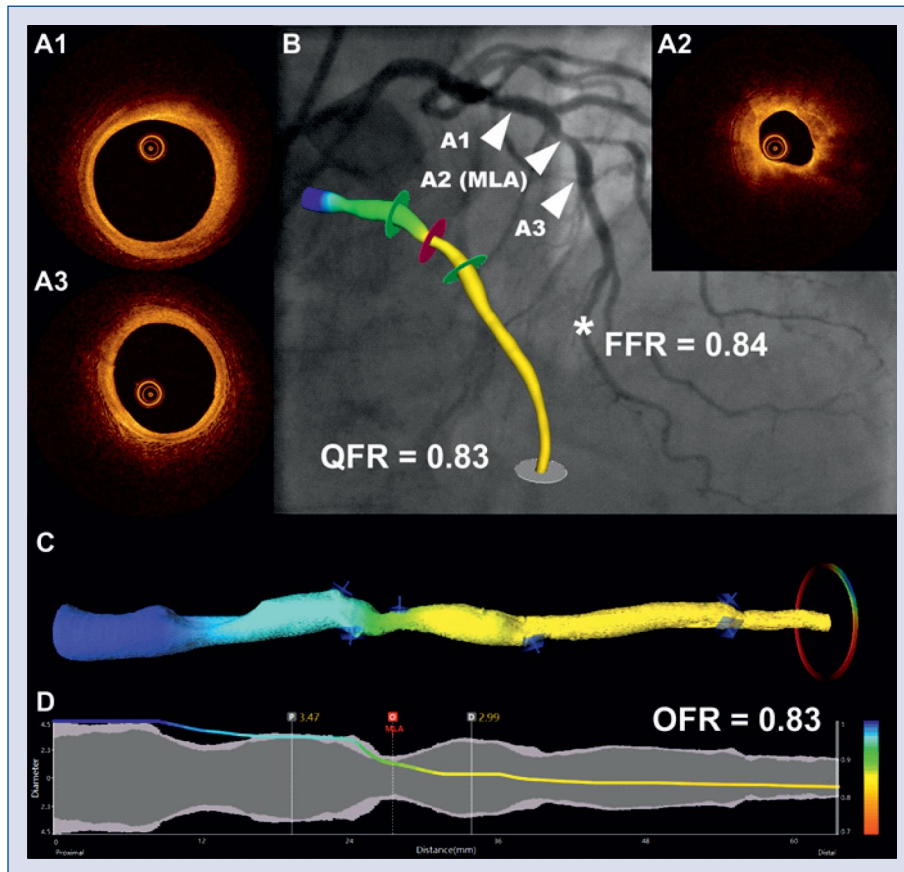 A1
B
A2
A1
A2 (MLA)
A3
A3
* FFR = 0.84
QFR = 0.83
C
D
OFR = 0.83
P 3.47
MLA
D 2.99
4.5
2.3
0
2.3
4.5
Diameter
1
0.9
0.8
0.7
0
12
24
36
48
60
Proximal
Distance(mm)
Distal